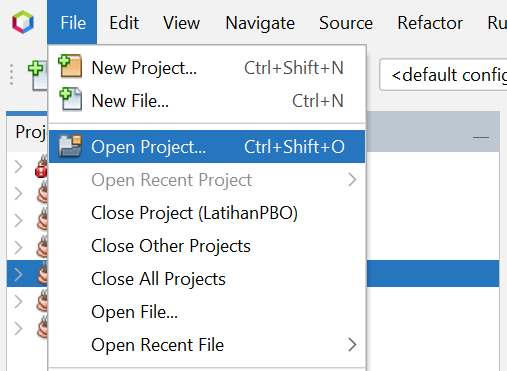 File Edit View Navigate Source Refactor Ru
New Project... Ctrl+Shift+N
<default config
New File... Ctrl+N
Proj
Open Project... Ctrl+Shift+O
Open Recent Project
Close Project (LatihanPBO)
Close Other Projects
Close All Projects
Open File...
Open Recent File